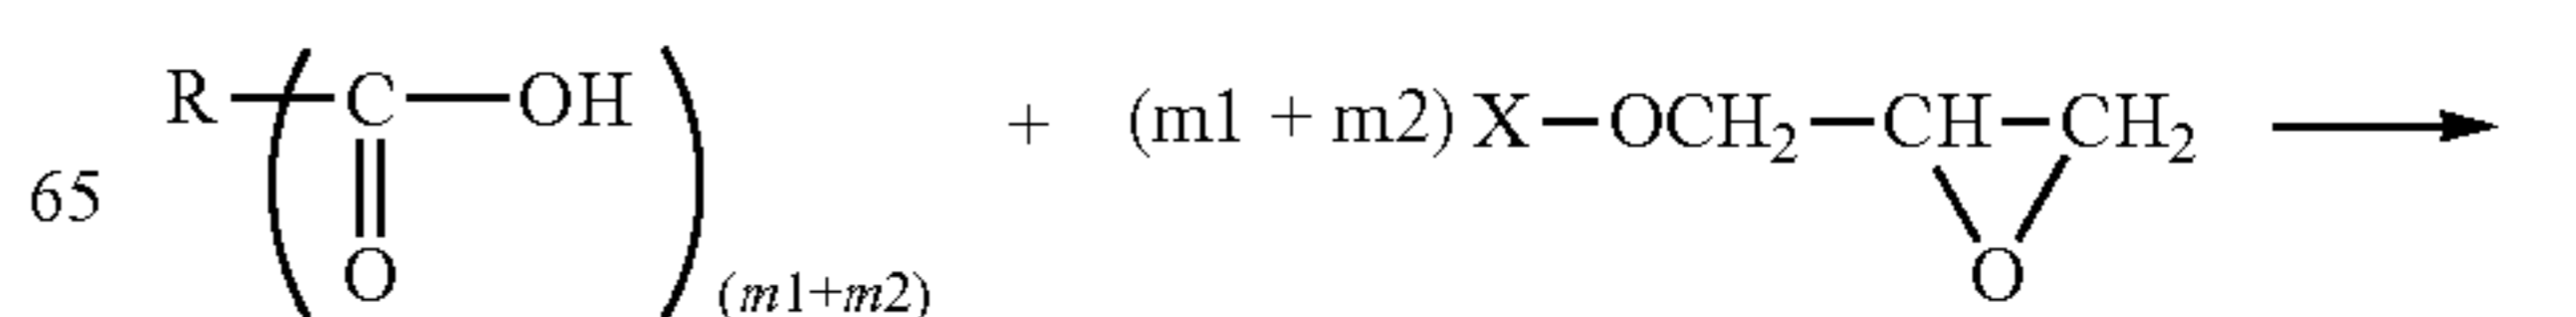 R C OH + (m1 + m2) X—OCH2—CH—CH2
65
O (m1+m2) O